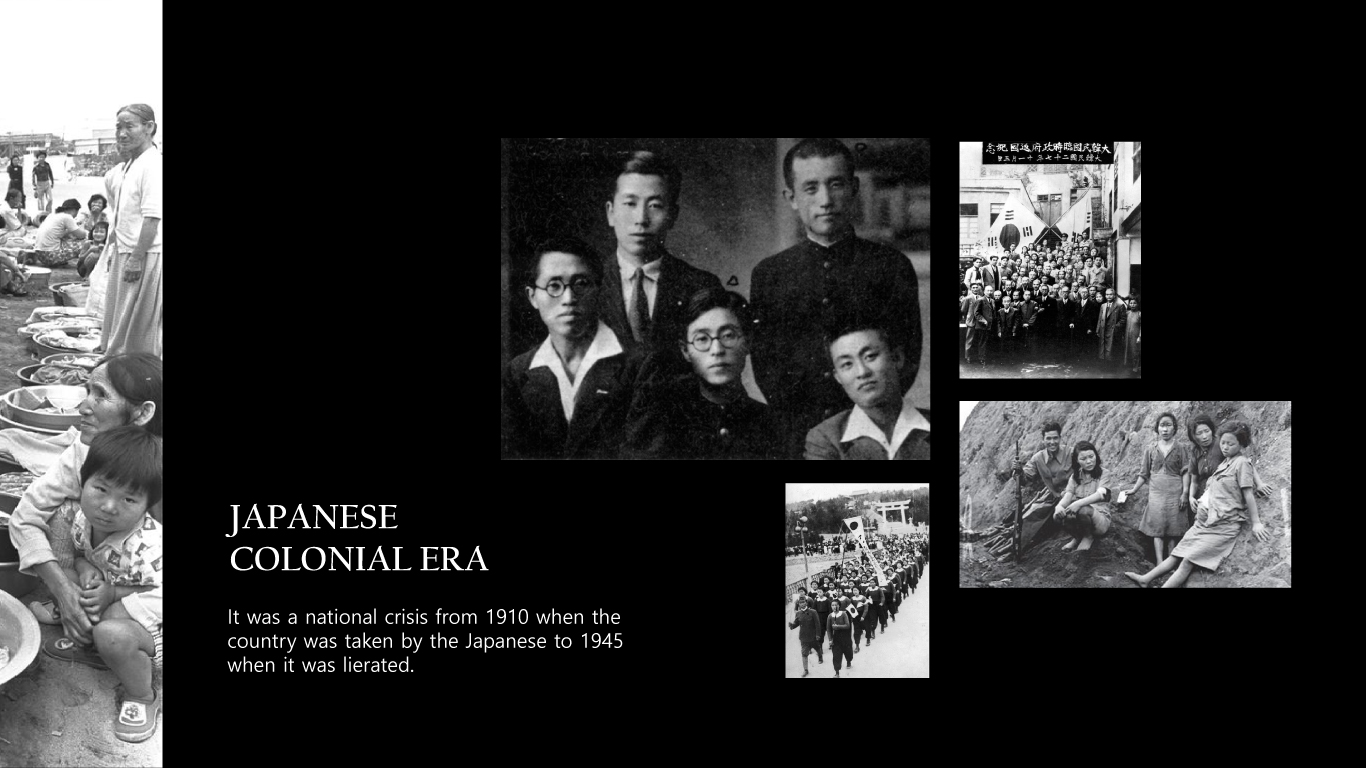 大韓民國臨時政府還國紀念
大韓民國二十七年十一月三日
JAPANESE
COLONIAL ERA
It was a national crisis from 1910 when the
country was taken by the Japanese to 1945
when it was lierated.